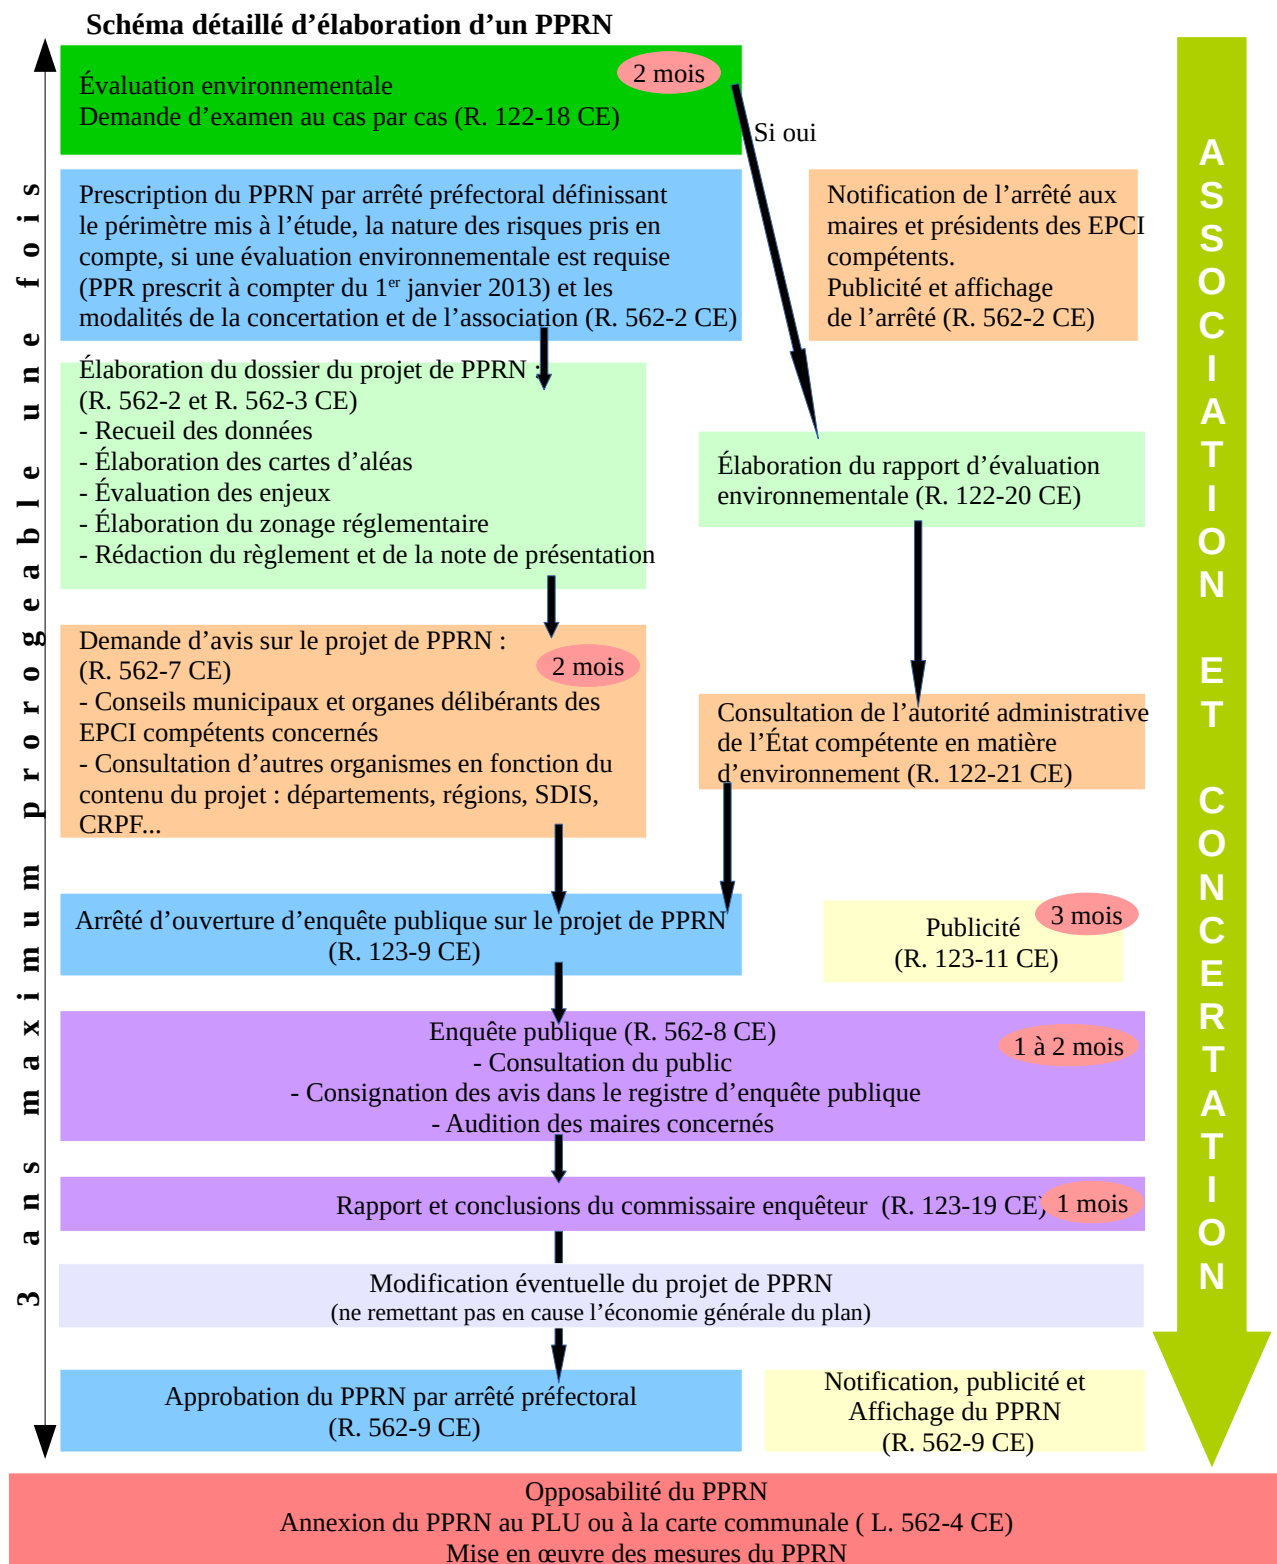 Schéma détaillé d’élaboration d’un PPRN
Évaluation environnementale
Demande d’examen au cas par cas (R. 122-18 CE)
2 mois
Si oui
Prescription du PPRN par arrêté préfectoral définissant
le périmètre mis à l’étude, la nature des risques pris en
compte, si une évaluation environnementale est requise
(PPR prescrit à compter du 1er janvier 2013) et les
modalités de la concertation et de l’association (R. 562-2 CE)
Notification de l’arrêté aux
maires et présidents des EPCI
compétents.
Publicité et affichage
de l’arrêté (R. 562-2 CE)
Élaboration du dossier du projet de PPRN :
(R. 562-2 et R. 562-3 CE)
- Recueil des données
- Élaboration des cartes d’aléas
- Évaluation des enjeux
- Élaboration du zonage réglementaire
- Rédaction du règlement et de la note de présentation
Élaboration du rapport d’évaluation
environnementale (R. 122-20 CE)
Demande d’avis sur le projet de PPRN :
(R. 562-7 CE)
2 mois
- Conseils municipaux et organes délibérants des
EPCI compétents concernés
- Consultation d’autres organismes en fonction du
contenu du projet : départements, régions, SDIS,
CRPF...
Consultation de l’autorité administrative
de l’État compétente en matière
d’environnement (R. 122-21 CE)
Arrêté d’ouverture d’enquête publique sur le projet de PPRN
(R. 123-9 CE)
3 mois
Publicité
(R. 123-11 CE)
Enquête publique (R. 562-8 CE)
- Consultation du public
- Consignation des avis dans le registre d’enquête publique
- Audition des maires concernés
1 à 2 mois
Rapport et conclusions du commissaire enquêteur (R. 123-19 CE)
1 mois
Modification éventuelle du projet de PPRN
(ne remettant pas en cause l’économie générale du plan)
Approbation du PPRN par arrêté préfectoral
(R. 562-9 CE)
Notification, publicité et
Affichage du PPRN
(R. 562-9 CE)
Opposabilité du PPRN
Annexion du PPRN au PLU ou à la carte communale ( L. 562-4 CE)
Mise en œuvre des mesures du PPRN
3 ans maximum prorogeable une fois
ASSOCIATION ET CONCERTATION